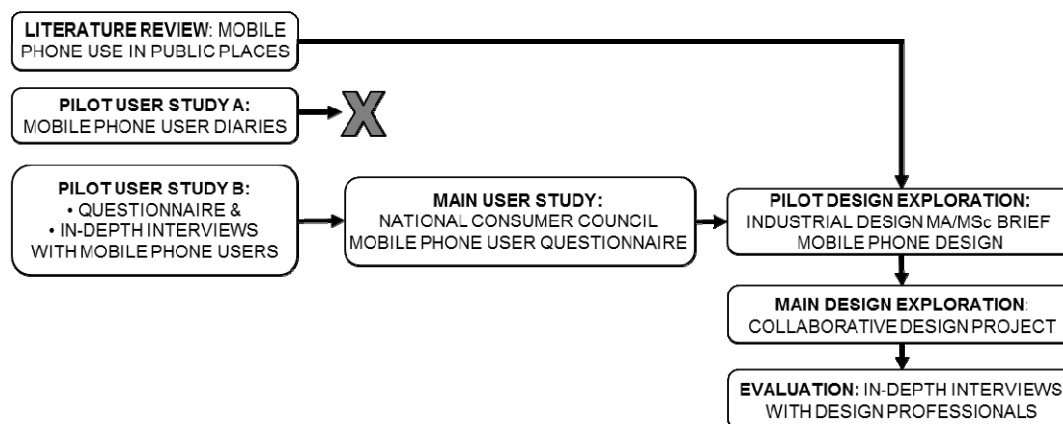 LITERATURE REVIEW: MOBILE
PHONE USE IN PUBLIC PLACES
PILOT USER STUDY A:
MOBILE PHONE USER DIARIES
X
PILOT USER STUDY B:
• QUESTIONNAIRE &
• IN-DEPTH INTERVIEWS
WITH MOBILE PHONE USERS
MAIN USER STUDY:
NATIONAL CONSUMER COUNCIL
MOBILE PHONE USER QUESTIONNAIRE
PILOT DESIGN EXPLORATION:
INDUSTRIAL DESIGN MA/MSc BRIEF
MOBILE PHONE DESIGN
MAIN DESIGN EXPLORATION:
COLLABORATIVE DESIGN PROJECT
EVALUATION: IN-DEPTH INTERVIEWS
WITH DESIGN PROFESSIONALS